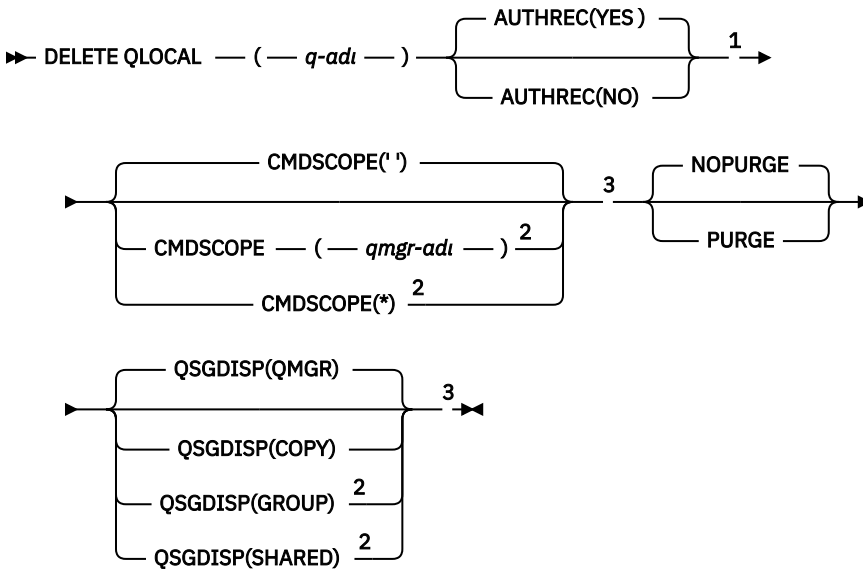 AUTHREC(YES )
DELETE QLOCAL ( q-adı ) 1
AUTHREC(NO)
CMDSCOPE(' ') NOPURGE
3
CMDSCOPE ( qmgr-adı ) 2 PURGE
CMDSCOPE(*) 2
QSGDISP(QMGR)
3
QSGDISP(COPY)
QSGDISP(GROUP) 2
QSGDISP(SHARED) 2